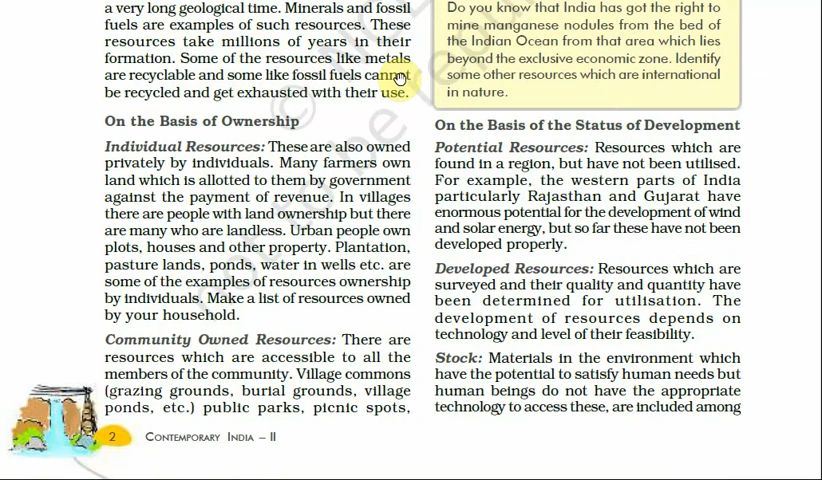 a very long geological time. Minerals and fossil
fuels are examples of such resources. These
resources take millions of years in their
formation. Some of the resources like metals
are recyclable and some like fossil fuels cannot
be recycled and get exhausted with their use.
On the Basis of Ownership
Individual Resources: These are also owned
privately by individuals. Many farmers own
land which is allotted to them by government
against the payment of revenue. In villages
there are people with land ownership but there
are many who are landless. Urban people own
plots, houses and other property. Plantation,
pasture lands, ponds, water in wells etc. are
some of the examples of resources ownership
by individuals. Make a list of resources owned
by your household.
Community Owned Resources: There are
resources which are accessible to all the
members of the community. Village commons
(grazing grounds, burial grounds, village
ponds, etc.) public parks, picnic spots,
Do you know that India has got the right to
mine manganese nodules from the bed of
the Indian Ocean from that area which lies
beyond the exclusive economic zone. Identify
some other resources which are international
in nature.
On the Basis of the Status of Development
Potential Resources: Resources which are
found in a region, but have not been utilised.
For example, the western parts of India
particularly Rajasthan and Gujarat have
enormous potential for the development of wind
and solar energy, but so far these have not been
developed properly.
Developed Resources: Resources which are
surveyed and their quality and quantity have
been determined for utilisation. The
development of resources depends on
technology and level of their feasibility.
Stock: Materials in the environment which
have the potential to satisfy human needs but
human beings do not have the appropriate
technology to access these, are included among
2 CONTEMPORARY INDIA – II
© NCE
not to be repu